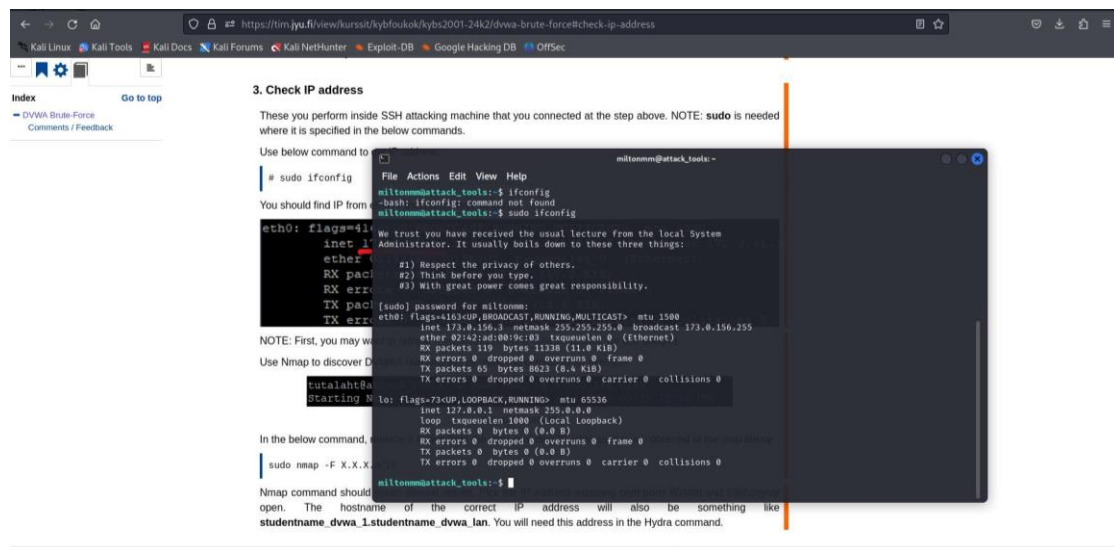 https://tim.jyu.fi/view/kurssit/kybfoukok/kybs2001-24k2/dvwa-brute-force#check-ip-address
Kali Linux Kali Tools Kali Docs Kali Forums Kali NetHunter Exploit-DB Google Hacking DB OffSec
Index Go to top
DVWA Brute-Force
Comments / Feedback
3. Check IP address
These you perform inside SSH attacking machine that you connected at the step above. NOTE: sudo is needed
where it is specified in the below commands.
Use below command to
# sudo ifconfig
You should find IP from
eth0: flags=41
inet 1
ether
RX pac
RX erro
TX pac
TX erro
NOTE: First, you may
Use Nmap to discover D
tutalaht@a
Starting N
In the below command,
sudo nmap -F X.X.X.
Nmap command should
open. The hostname of the correct IP address will also be something like
studentname_dvwa_1.studentname_dvwa_lan. You will need this address in the Hydra command.
miltonmm@attack_tools: ~
File Actions Edit View Help
miltonmm@attack_tools:~$ ifconfig
-bash: ifconfig: command not found
miltonmm@attack_tools:~$ sudo ifconfig
We trust you have received the usual lecture from the local System
Administrator. It usually boils down to these three things:
#1) Respect the privacy of others.
#2) Think before you type.
#3) With great power comes great responsibility.
[sudo] password for miltonmm:
eth0: flags=4163<UP,BROADCAST,RUNNING,MULTICAST> mtu 1500
inet 173.0.156.3 netmask 255.255.255.0 broadcast 173.0.156.255
ether 02:42:ad:00:9c:03 txqueuelen 0 (Ethernet)
RX packets 119 bytes 11338 (11.0 KiB)
RX errors 0 dropped 0 overruns 0 frame 0
TX packets 65 bytes 8623 (8.4 KiB)
TX errors 0 dropped 0 overruns 0 carrier 0 collisions 0
lo: flags=73<UP,LOOPBACK,RUNNING> mtu 65536
inet 127.0.0.1 netmask 255.0.0.0
loop txqueuelen 1000 (Local Loopback)
RX packets 0 bytes 0 (0.0 B)
RX errors 0 dropped 0 overruns 0 frame 0
TX packets 0 bytes 0 (0.0 B)
TX errors 0 dropped 0 overruns 0 carrier 0 collisions 0
miltonmm@attack_tools:~$